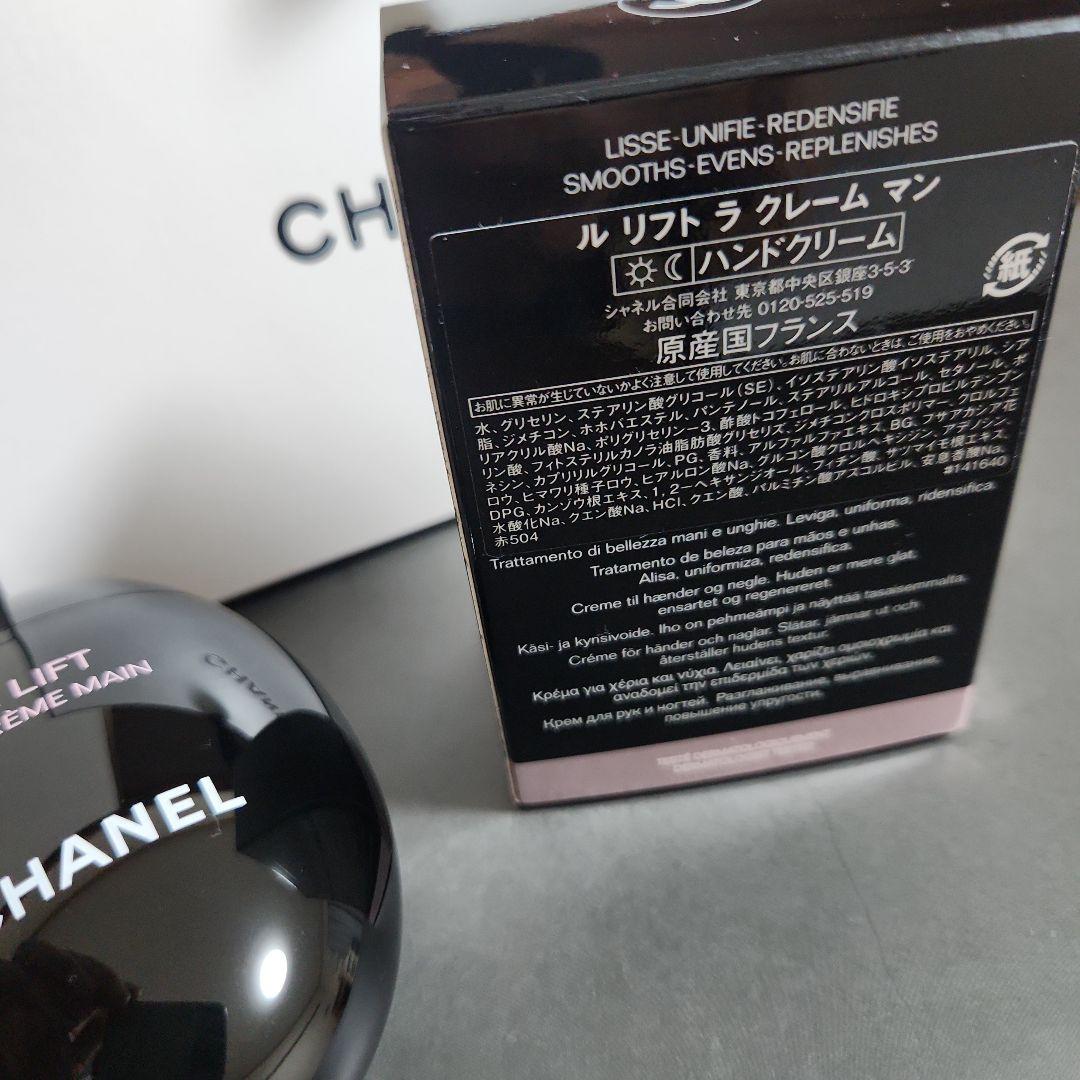 CH
LISSE-UNIFIE-REDENSIFIE
SMOOTHS-EVENS-REPLENISHES
ル リフト ラ クレーム マン
ハンドクリーム
シャネル合同会社 東京都中央区銀座3-5-3
お問い合わせ先 0120-525-519
原産国フランス
紙
お肌に異常が生じていないかよく注意して使用してください。お肌に合わないときは、ご使用をおやめください。
水、グリセリン、ステアリン酸グリコール(SE)、イソステアリン酸イソステアリル、シア
脂、ジメチコン、ホホバエステル、パンテノール、ステアリルアルコール、セタノール、ポ
リアクリル酸Na、ポリグリセリン-3、酢酸トコフェロール、ヒドロキシプロピルデンプン
リン酸、フィトステリルカノラ油脂肪酸グリセリズ、ジメチコンクロスポリマー、クロルフェ
ネシン、カプリリルグリコール、PG、香料、アルファルファエキス、BG、アサアカシア花
ロウ、ヒマワリ種子ロウ、ヒアルロン酸Na、グルコン酸クロルヘキシジン、アデノシン、
DPG、カンゾウ根エキス、1,2-ヘキサンジオール、フィチン酸、サツマイモ根エキス、
水酸化Na、クエン酸Na、HCl、クエン酸、パルミチン酸アスコルビル、安息香酸Na、
赤504 #141640
Trattamento di bellezza mani e unghie. Leviga, uniforma, ridensifica.
Tratamento de beleza para mãos e unhas.
Alisa, uniformiza, redensifica.
Creme til hænder og negle. Huden er mere glat,
ensartet og regenereret.
Käsi- ja kynsivoide. Iho on pehmeämpi ja näyttää tasaisemmalta.
Créme för händer och naglar. Slätar, jämnar ut och
återställer hudens textur.
Κρέμα για χέρια και νύχια. Λειαίνει, χαρίζει ομοιοχρωμία και
αναδομεί την επιδερμίδα των χεριών.
Крем для рук и ногтей. Разглаживание, выравнивание,
повышение упругости.
TESTÉ DERMATOLOGIQUEMENT
DERMATOLOGIST TESTED
LIFT
CRÈME MAIN
CHANEL